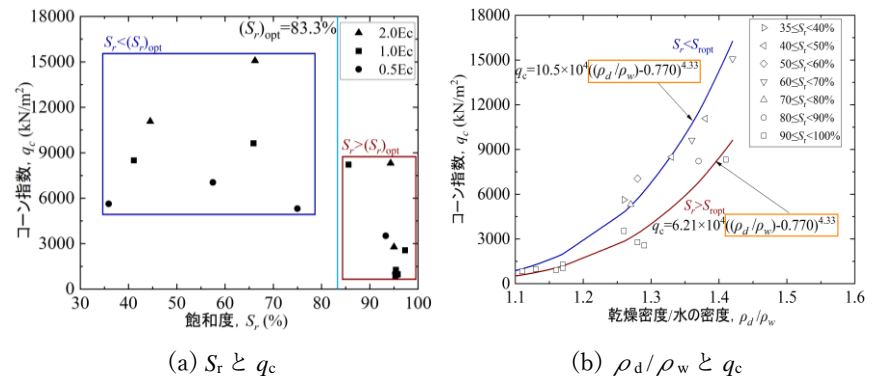 (Sr)opt=83.3%
Sr<(Sr)opt
Sr>(Sr)opt
2.0Ec
1.0Ec
0.5Ec
コーン指数, qc (kN/m²)
18000
15000
12000
9000
6000
3000
0
30 40 50 60 70 80 90 100
飽和度, Sr (%)
(a) Sr と qc
Sr<Sropt
qc=10.5×10⁴((ρd/ρw)-0.770)^4.33
Sr>Sropt
qc=6.21×10⁴((ρd/ρw)-0.770)^4.33
35≤Sr<40%
40≤Sr<50%
50≤Sr<60%
60≤Sr<70%
70≤Sr<80%
80≤Sr<90%
90≤Sr<100%
コーン指数, qc (kN/m²)
18000
15000
12000
9000
6000
3000
0
1.1 1.2 1.3 1.4 1.5 1.6
乾燥密度/水の密度, ρd/ρw
(b) ρd/ρw と qc